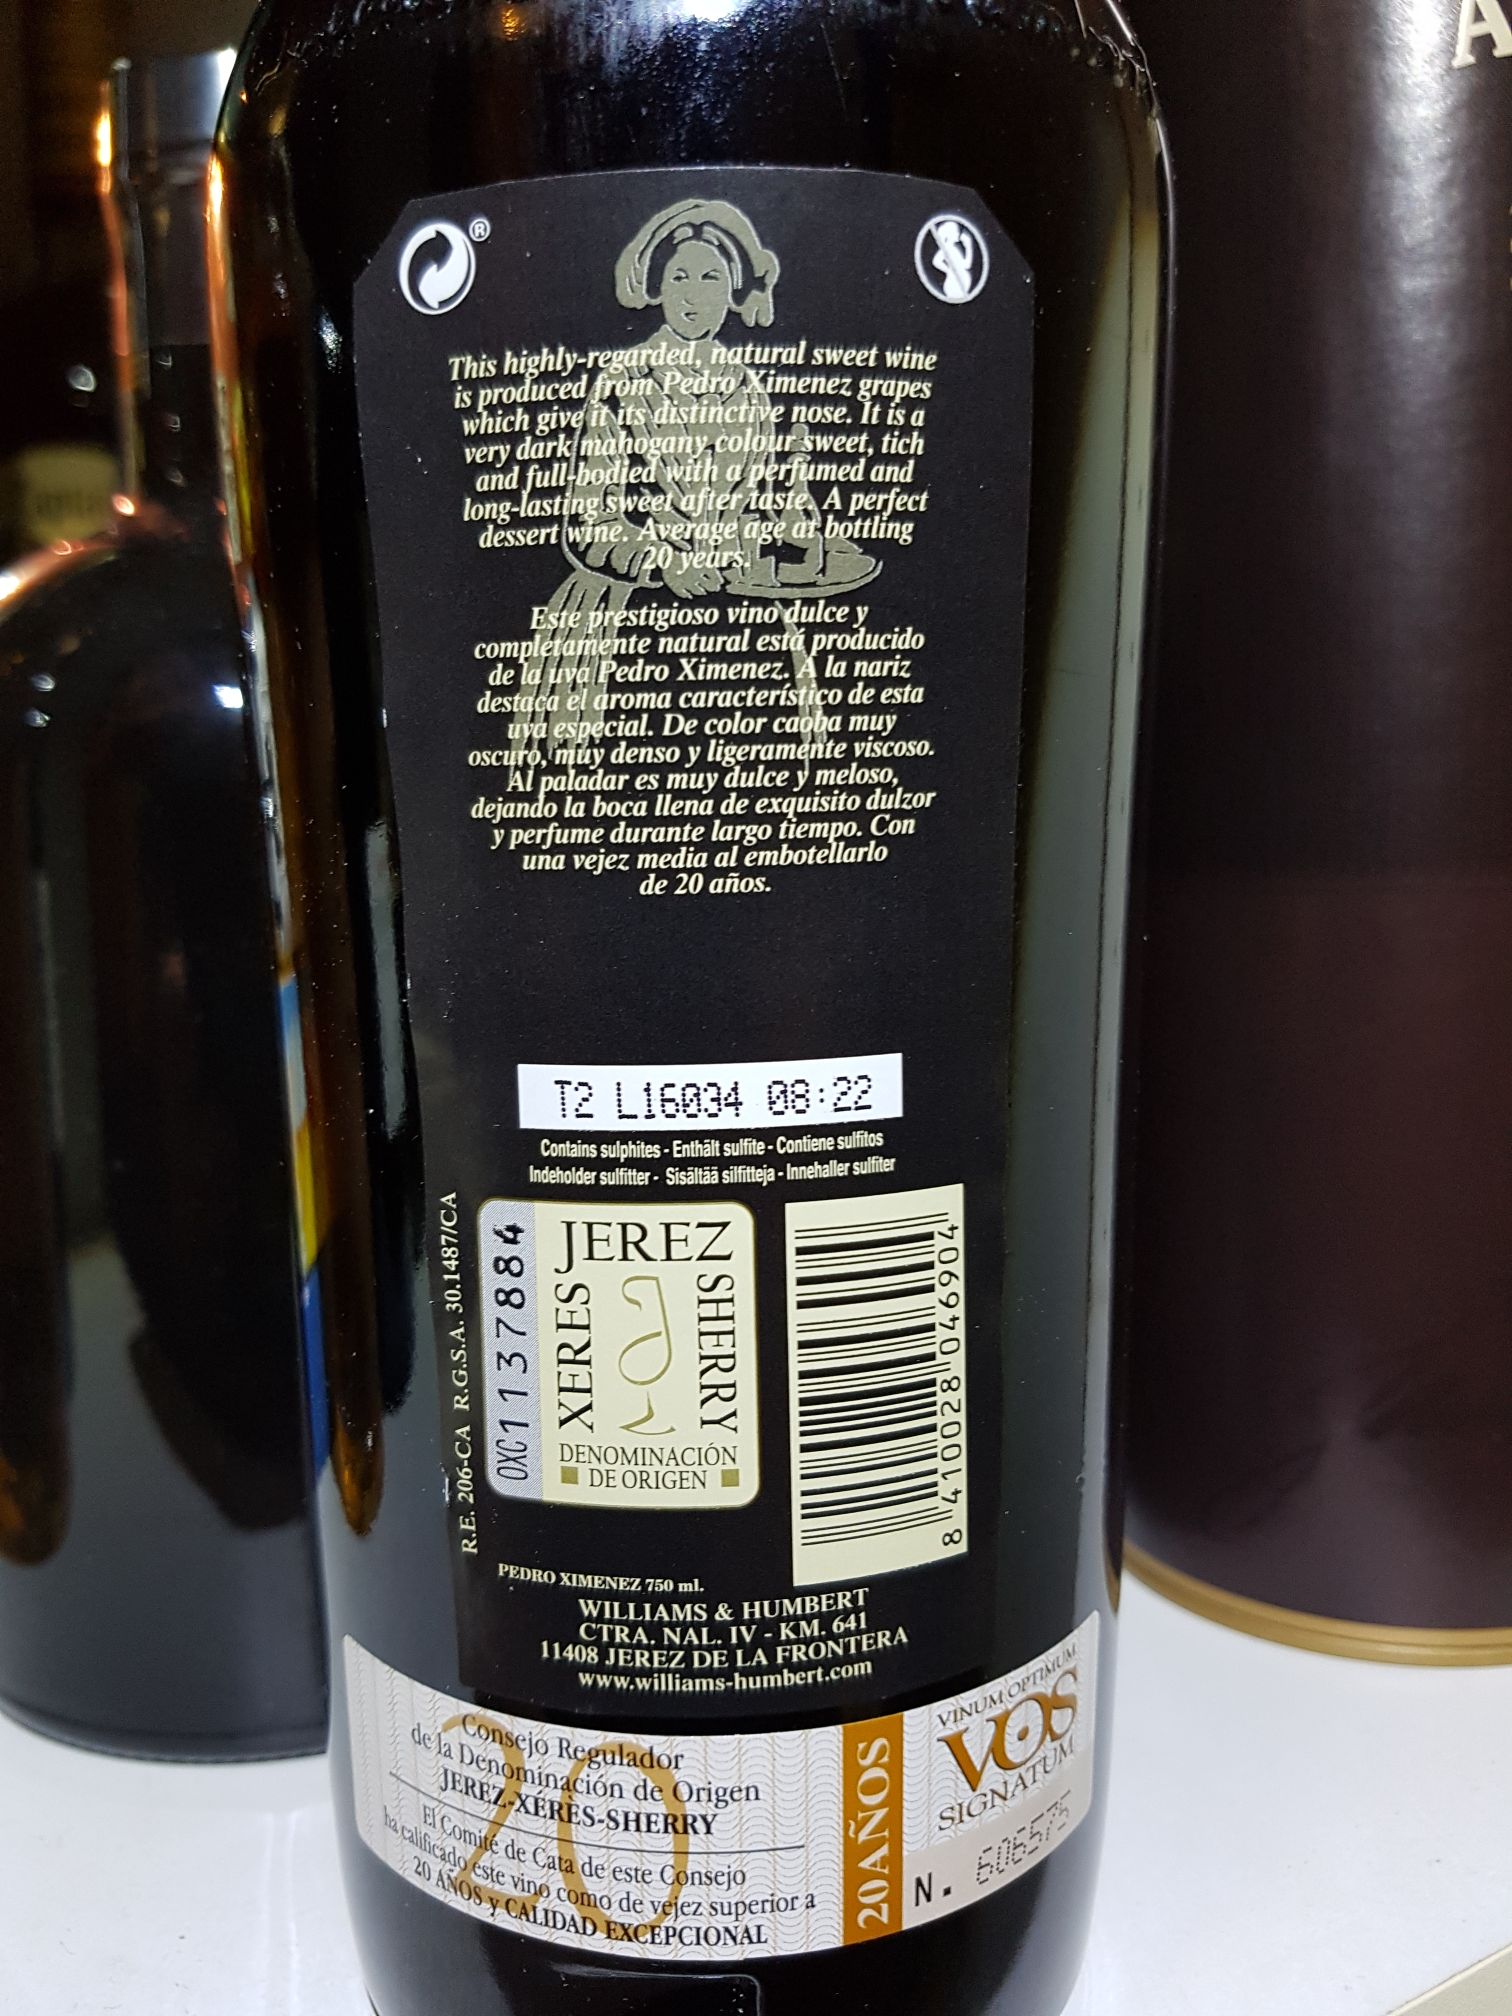 A
®
This highly-regarded, natural sweet wine
is produced from Pedro Ximenez grapes
which give it its distinctive nose. It is a
very dark mahogany colour sweet, tich
and full-bodied with a perfumed and
long-lasting sweet after taste. A perfect
dessert wine. Average age at bottling
20 years.
Este prestigioso vino dulce y
completamente natural está producido
de la uva Pedro Ximenez. A la nariz
destaca el aroma característico de esta
uva especial. De color caoba muy
oscuro, muy denso y ligeramente viscoso.
Al paladar es muy dulce y meloso,
dejando la boca llena de exquisito dulzor
y perfume durante largo tiempo. Con
una vejez media al embotellarlo
de 20 años.
T2 L16034 08:22
Contains sulphites - Enthält sulfite - Contiene sulfitos
Indeholder sulfitter - Sisältää silfitteja - Innehaller sulfiter
R.E. 206-CA R.G.S.A. 30.1487/CA
0XC1137884
JEREZ
XERES
SHERRY
DENOMINACIÓN
DE ORIGEN
8 410028 046904
PEDRO XIMENEZ 750 ml.
WILLIAMS & HUMBERT
CTRA. NAL. IV - KM. 641
11408 JEREZ DE LA FRONTERA
www.williams-humbert.com
20
Consejo Regulador
de la Denominación de Origen
JEREZ-XÉRÈS-SHERRY
El Comité de Cata de este Consejo
ha calificado este vino como de vejez superior a
20 AÑOS y CALIDAD EXCEPCIONAL
20 AÑOS
VINUM OPTIMUM
VOS
SIGNATUM
N. 606575